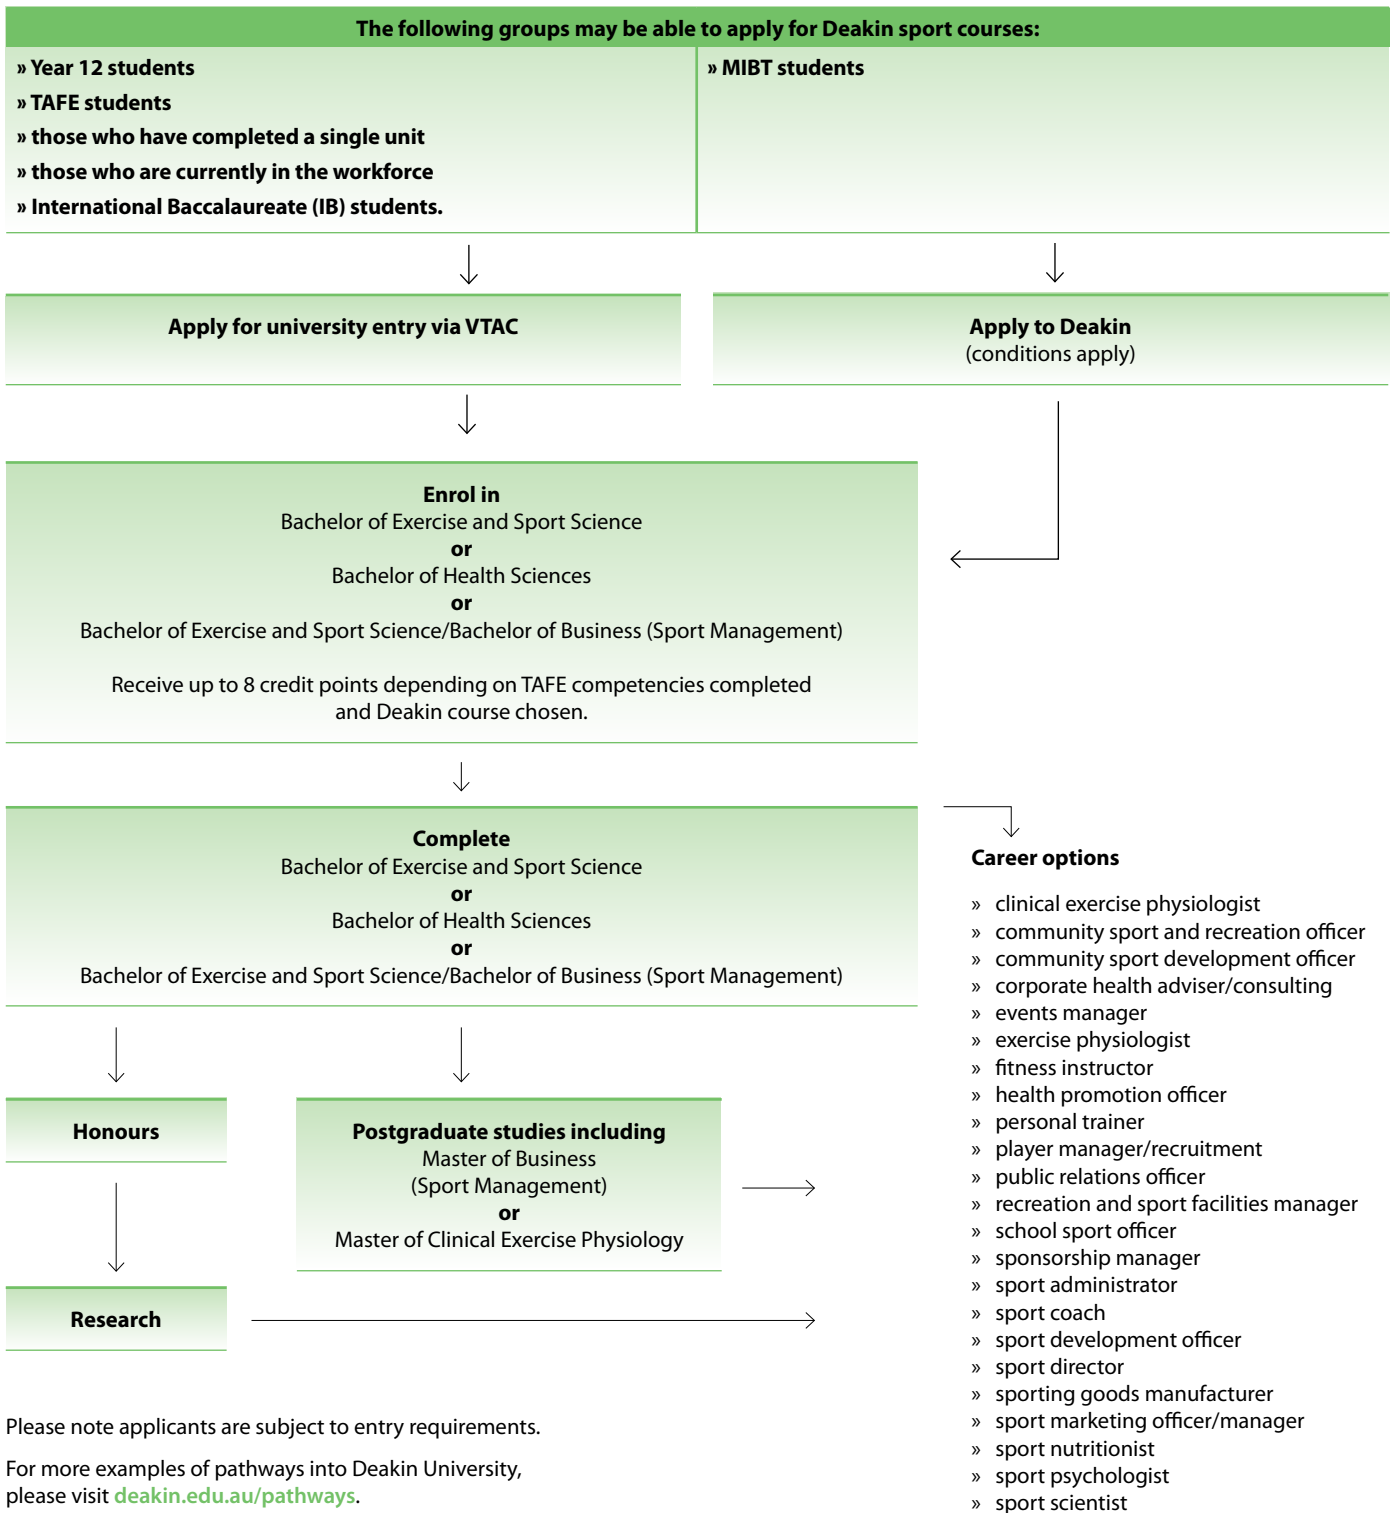 The following groups may be able to apply for Deakin sport courses:
» Year 12 students
» TAFE students
» those who have completed a single unit
» those who are currently in the workforce
» International Baccalaureate (IB) students.
» MIBT students
Apply for university entry via VTAC
Apply to Deakin
(conditions apply)
Enrol in
Bachelor of Exercise and Sport Science
or
Bachelor of Health Sciences
or
Bachelor of Exercise and Sport Science/Bachelor of Business (Sport Management)
Receive up to 8 credit points depending on TAFE competencies completed
and Deakin course chosen.
Complete
Bachelor of Exercise and Sport Science
or
Bachelor of Health Sciences
or
Bachelor of Exercise and Sport Science/Bachelor of Business (Sport Management)
Honours
Research
Postgraduate studies including
Master of Business
(Sport Management)
or
Master of Clinical Exercise Physiology
Career options
» clinical exercise physiologist
» community sport and recreation officer
» community sport development officer
» corporate health adviser/consulting
» events manager
» exercise physiologist
» fitness instructor
» health promotion officer
» personal trainer
» player manager/recruitment
» public relations officer
» recreation and sport facilities manager
» school sport officer
» sponsorship manager
» sport administrator
» sport coach
» sport development officer
» sport director
» sporting goods manufacturer
» sport marketing officer/manager
» sport nutritionist
» sport psychologist
» sport scientist
Please note applicants are subject to entry requirements.
For more examples of pathways into Deakin University,
please visit deakin.edu.au/pathways.